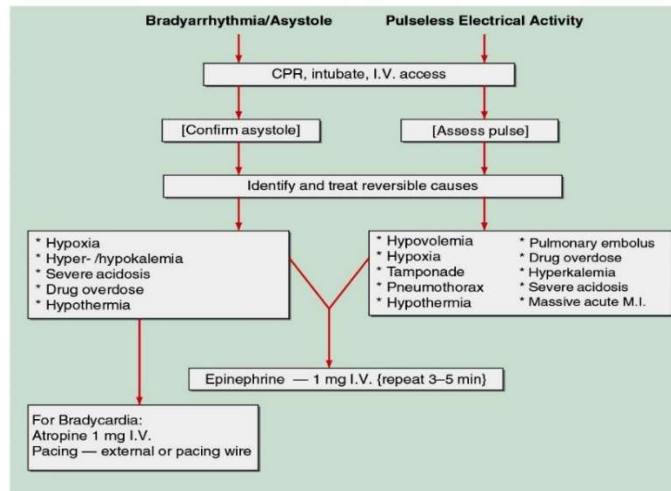 Bradyarrhythmia/Asystole
Pulseless Electrical Activity
CPR, intubate, I.V. access
[Confirm asystole]
[Assess pulse]
Identify and treat reversible causes
* Hypoxia
* Hyper- /hypokalemia
* Severe acidosis
* Drug overdose
* Hypothermia
* Hypovolemia
* Hypoxia
* Tamponade
* Pneumothorax
* Hypothermia
* Pulmonary embolus
* Drug overdose
* Hyperkalemia
* Severe acidosis
* Massive acute M.I.
Epinephrine — 1 mg I.V. {repeat 3–5 min}
For Bradycardia:
Atropine 1 mg I.V.
Pacing — external or pacing wire